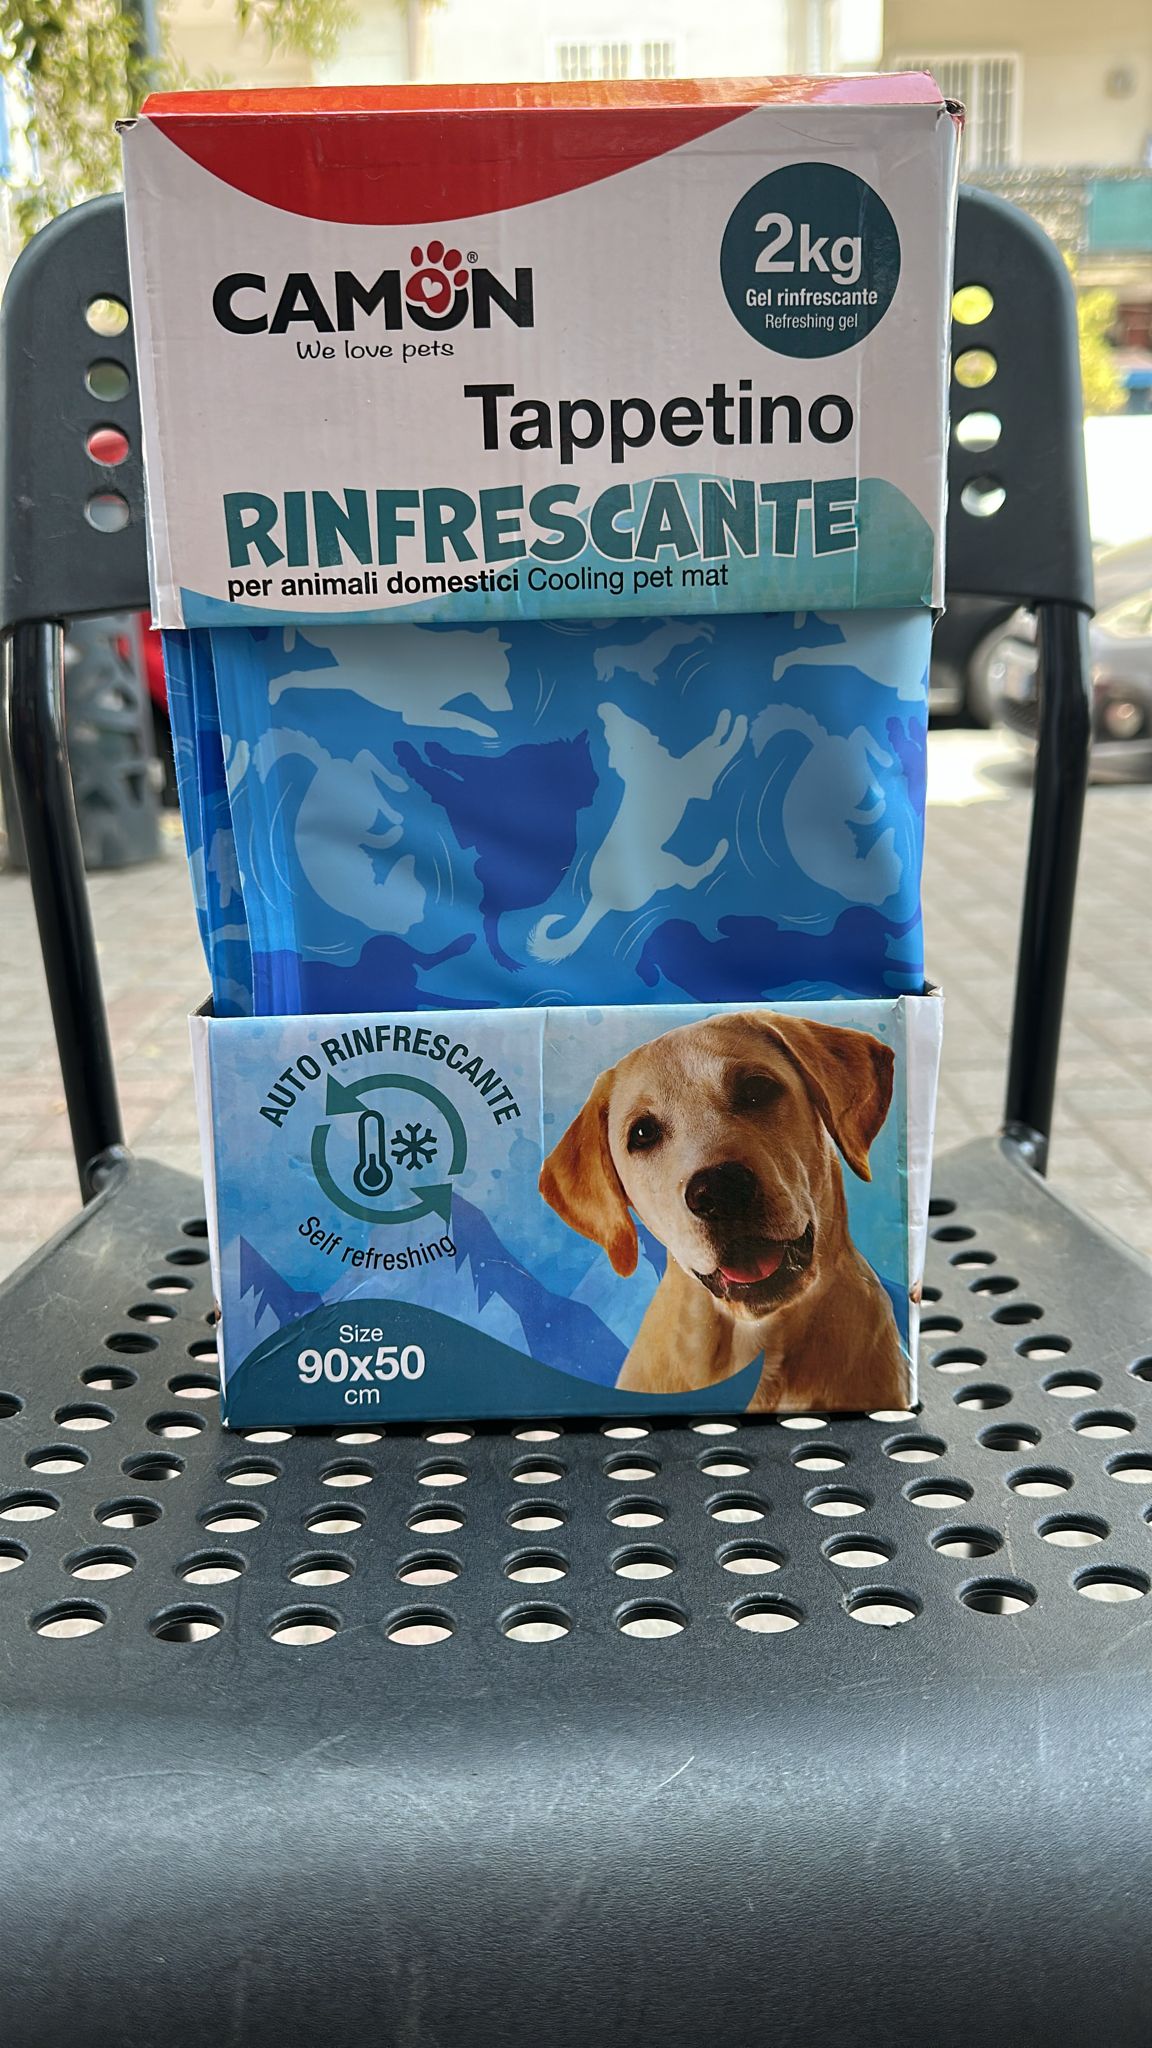 CAMON®
We love pets
2kg
Gel rinfrescante
Refreshing gel
Tappetino
RINFRESCANTE
per animali domestici Cooling pet mat
AUTO RINFRESCANTE
Self refreshing
Size
90x50
cm